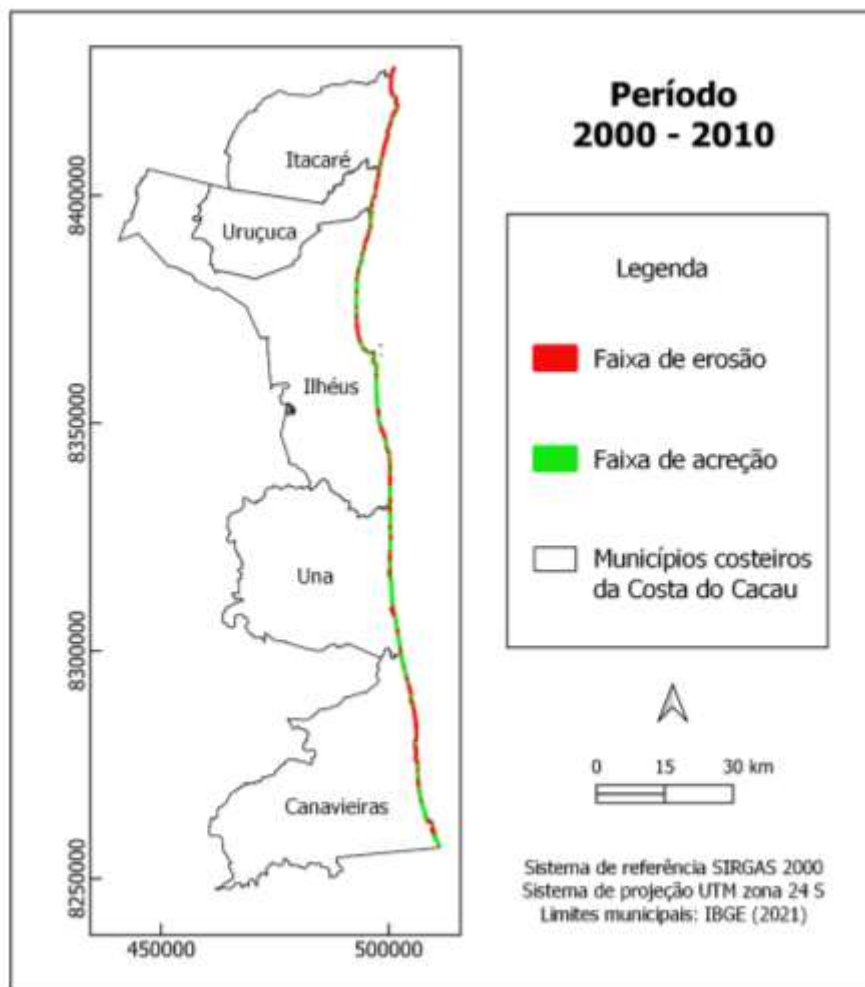 Período
2000 - 2010
Legenda
Faixa de erosão
Faixa de acreção
Municípios costeiros
da Costa do Cacau
0 15 30 km
Sistema de referência SIRGAS 2000
Sistema de projeção UTM zona 24 S
Limites municipais: IBGE (2021)
Itacaré
Uruçuca
Ilhéus
Una
Canavieiras
8400000
8350000
8300000
8250000
450000 500000